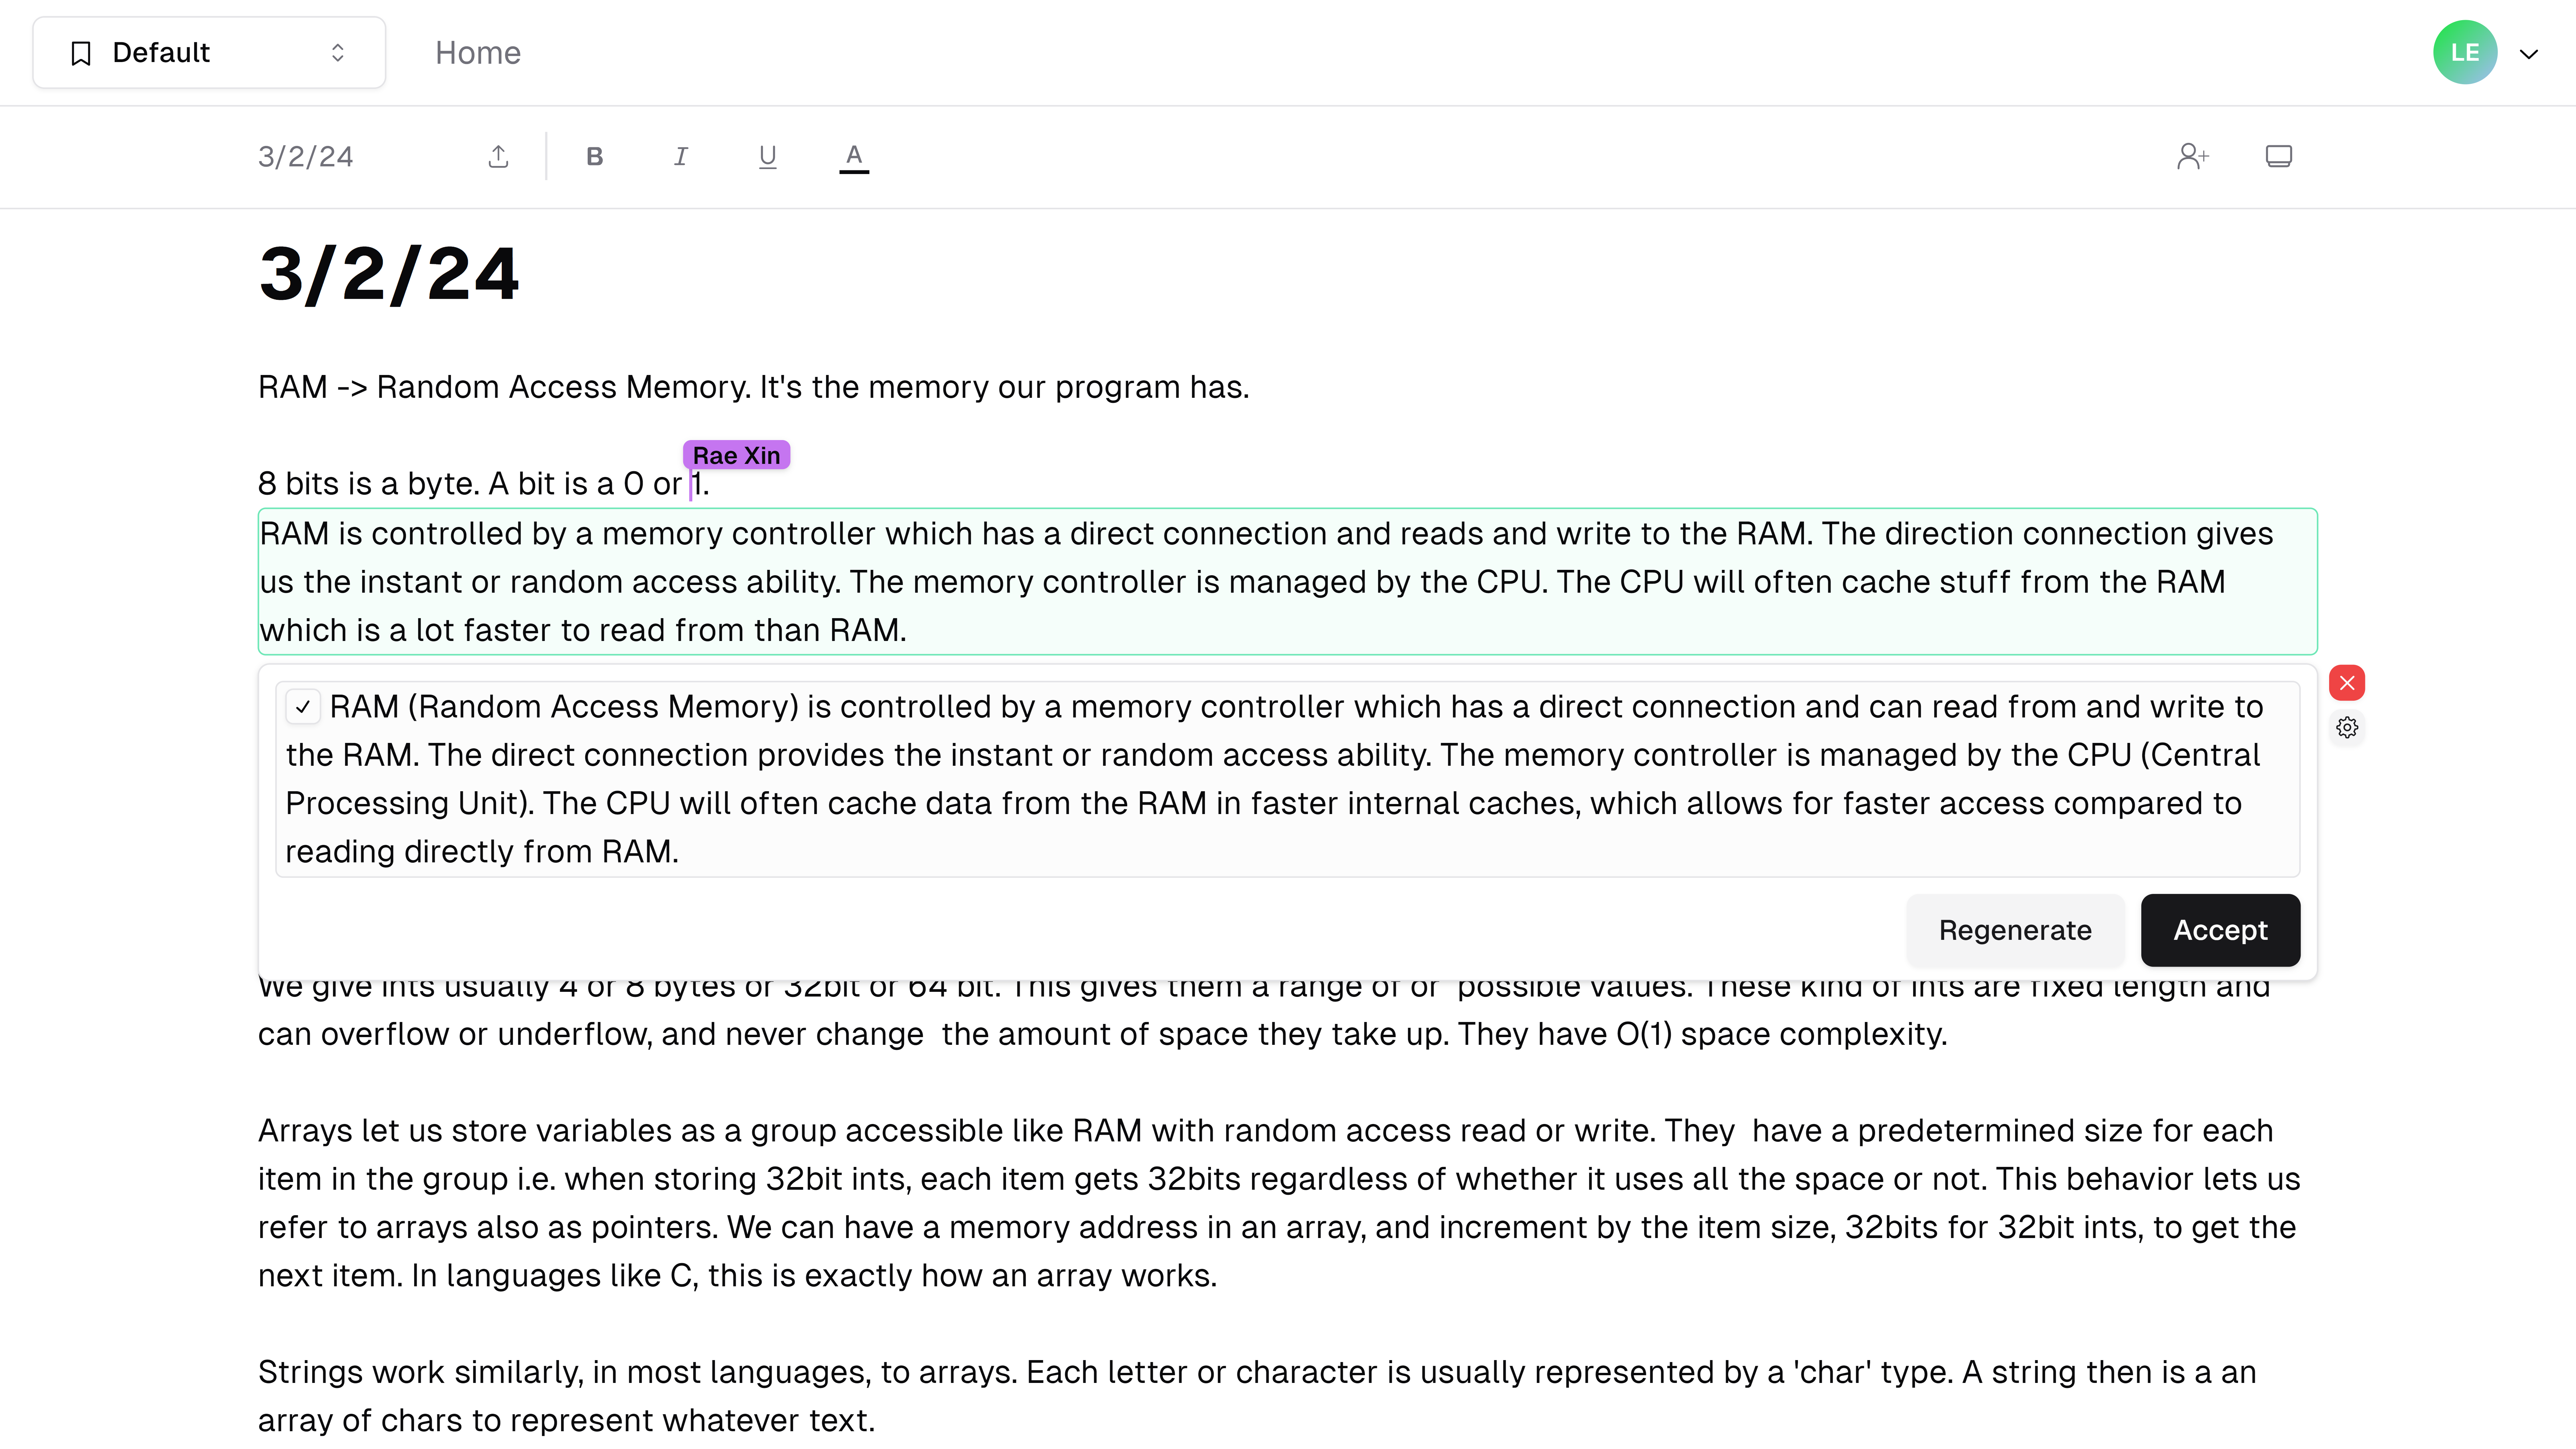 Default
Home
LE
3/2/24
B
I
U
A
3/2/24
RAM -> Random Access Memory. It's the memory our program has.
Rae Xin
8 bits is a byte. A bit is a 0 or 1.
RAM is controlled by a memory controller which has a direct connection and reads and write to the RAM. The direction connection gives
us the instant or random access ability. The memory controller is managed by the CPU. The CPU will often cache stuff from the RAM
which is a lot faster to read from than RAM.
RAM (Random Access Memory) is controlled by a memory controller which has a direct connection and can read from and write to
the RAM. The direct connection provides the instant or random access ability. The memory controller is managed by the CPU (Central
Processing Unit). The CPU will often cache data from the RAM in faster internal caches, which allows for faster access compared to
reading directly from RAM.
Regenerate
Accept
We give ints usually 4 or 8 bytes or 32bit or 64 bit. This gives them a range of or  possible values. These kind of ints are fixed length and
can overflow or underflow, and never change  the amount of space they take up. They have O(1) space complexity.
Arrays let us store variables as a group accessible like RAM with random access read or write. They  have a predetermined size for each
item in the group i.e. when storing 32bit ints, each item gets 32bits regardless of whether it uses all the space or not. This behavior lets us
refer to arrays also as pointers. We can have a memory address in an array, and increment by the item size, 32bits for 32bit ints, to get the
next item. In languages like C, this is exactly how an array works.
Strings work similarly, in most languages, to arrays. Each letter or character is usually represented by a 'char' type. A string then is a an
array of chars to represent whatever text.